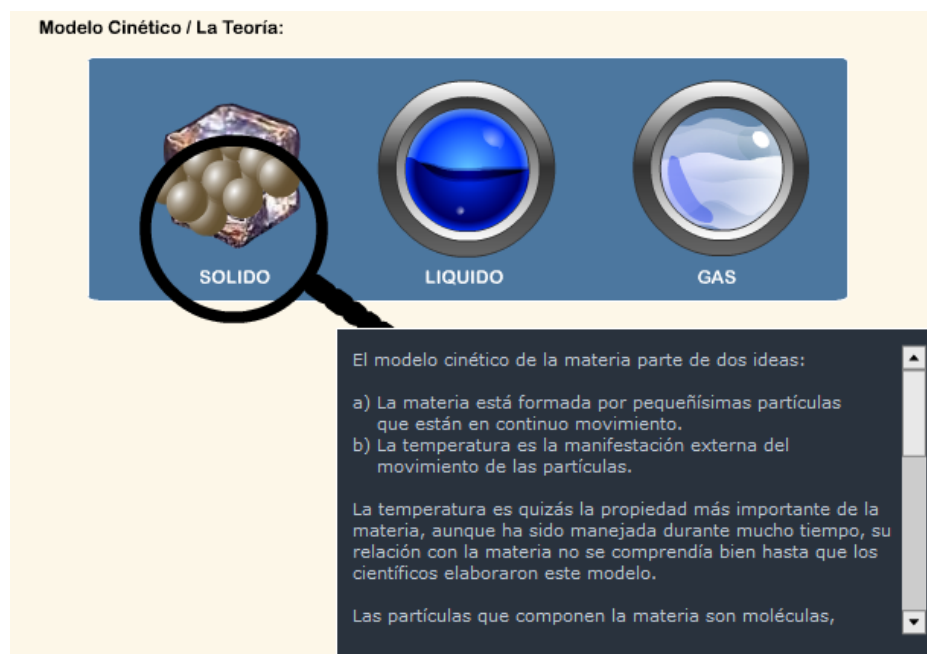 Modelo Cinético / La Teoría:
SOLIDO
LIQUIDO
GAS
El modelo cinético de la materia parte de dos ideas:
a) La materia está formada por pequeñísimas partículas
que están en continuo movimiento.
b) La temperatura es la manifestación externa del
movimiento de las partículas.
La temperatura es quizás la propiedad más importante de la
materia, aunque ha sido manejada durante mucho tiempo, su
relación con la materia no se comprendía bien hasta que los
científicos elaboraron este modelo.
Las partículas que componen la materia son moléculas,